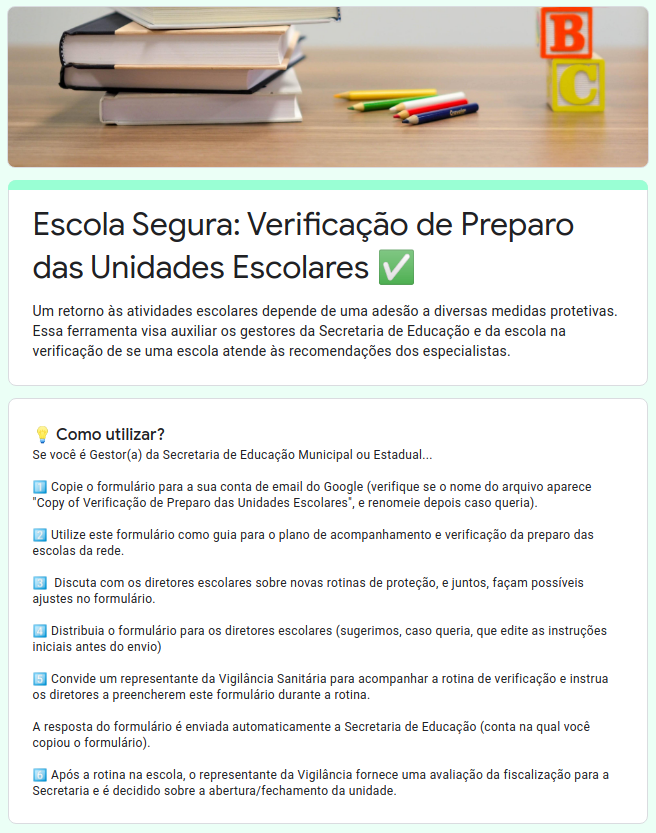 B
C
Escola Segura: Verificação de Preparo
das Unidades Escolares ✅
Um retorno às atividades escolares depende de uma adesão a diversas medidas protetivas.
Essa ferramenta visa auxiliar os gestores da Secretaria de Educação e da escola na
verificação de se uma escola atende às recomendações dos especialistas.
💡 Como utilizar?
Se você é Gestor(a) da Secretaria de Educação Municipal ou Estadual...
1️⃣ Copie o formulário para a sua conta de email do Google (verifique se o nome do arquivo aparece
"Copy of Verificação de Preparo das Unidades Escolares", e renomeie depois caso queria).
2️⃣ Utilize este formulário como guia para o plano de acompanhamento e verificação da preparo das
escolas da rede.
3️⃣ Discuta com os diretores escolares sobre novas rotinas de proteção, e juntos, façam possíveis
ajustes no formulário.
4️⃣ Distribuia o formulário para os diretores escolares (sugerimos, caso queria, que edite as instruções
iniciais antes do envio)
5️⃣ Convide um representante da Vigilância Sanitária para acompanhar a rotina de verificação e instrua
os diretores a preencherem este formulário durante a rotina.
A resposta do formulário é enviada automaticamente a Secretaria de Educação (conta na qual você
copiou o formulário).
6️⃣ Após a rotina na escola, o representante da Vigilância fornece uma avaliação da fiscalização para a
Secretaria e é decidido sobre a abertura/fechamento da unidade.